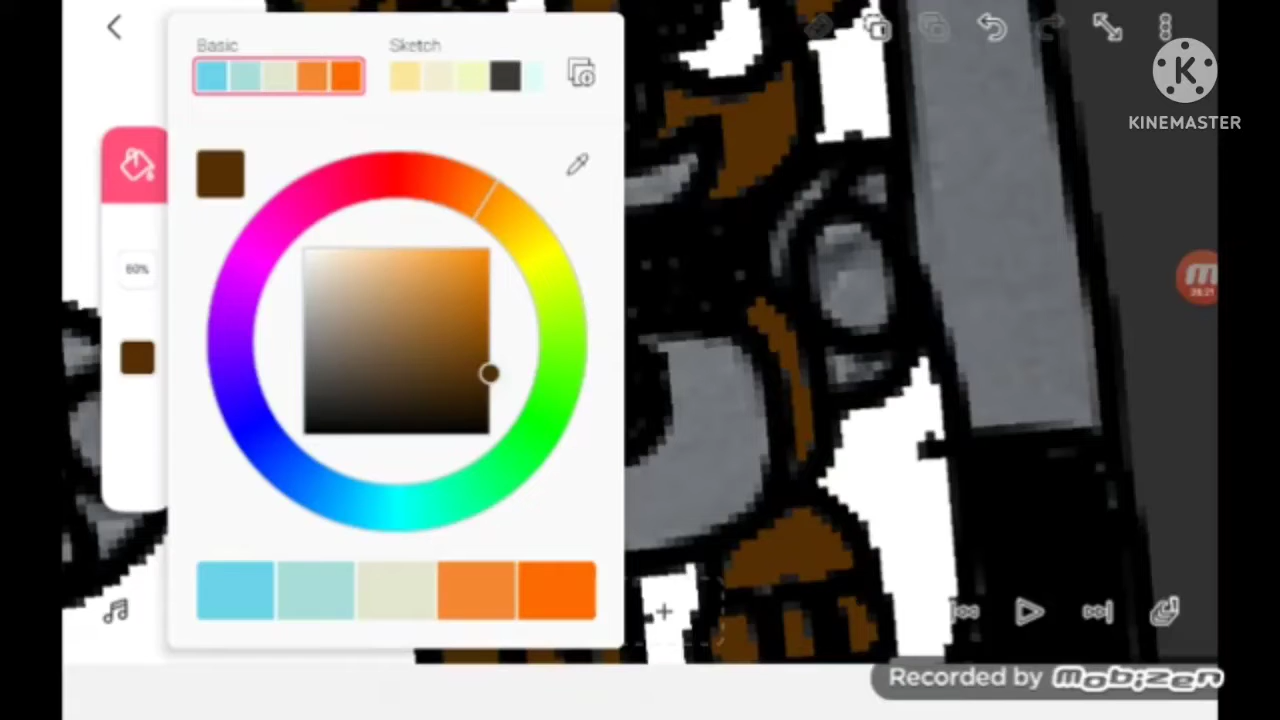 Basic
Sketch
K
KINEMASTER
60%
Recorded by Mobizen